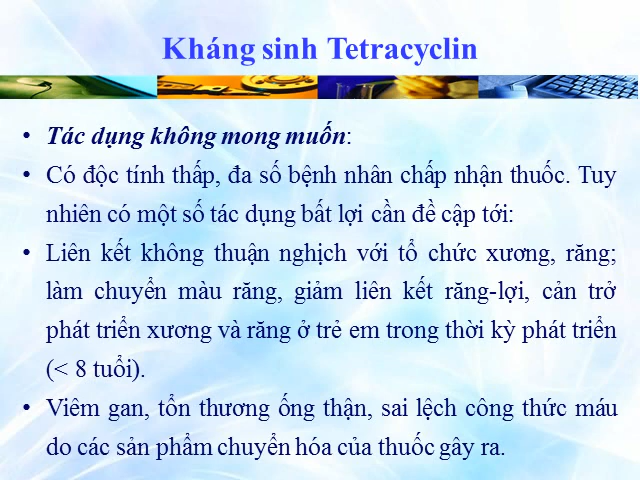 Kháng sinh Tetracyclin
• Tác dụng không mong muốn:
• Có độc tính thấp, đa số bệnh nhân chấp nhận thuốc. Tuy
nhiên có một số tác dụng bất lợi cần đề cập tới:
• Liên kết không thuận nghịch với tổ chức xương, răng;
làm chuyển màu răng, giảm liên kết răng-lợi, cản trở
phát triển xương và răng ở trẻ em trong thời kỳ phát triển
(< 8 tuổi).
• Viêm gan, tổn thương ống thận, sai lệch công thức máu
do các sản phẩm chuyển hóa của thuốc gây ra.